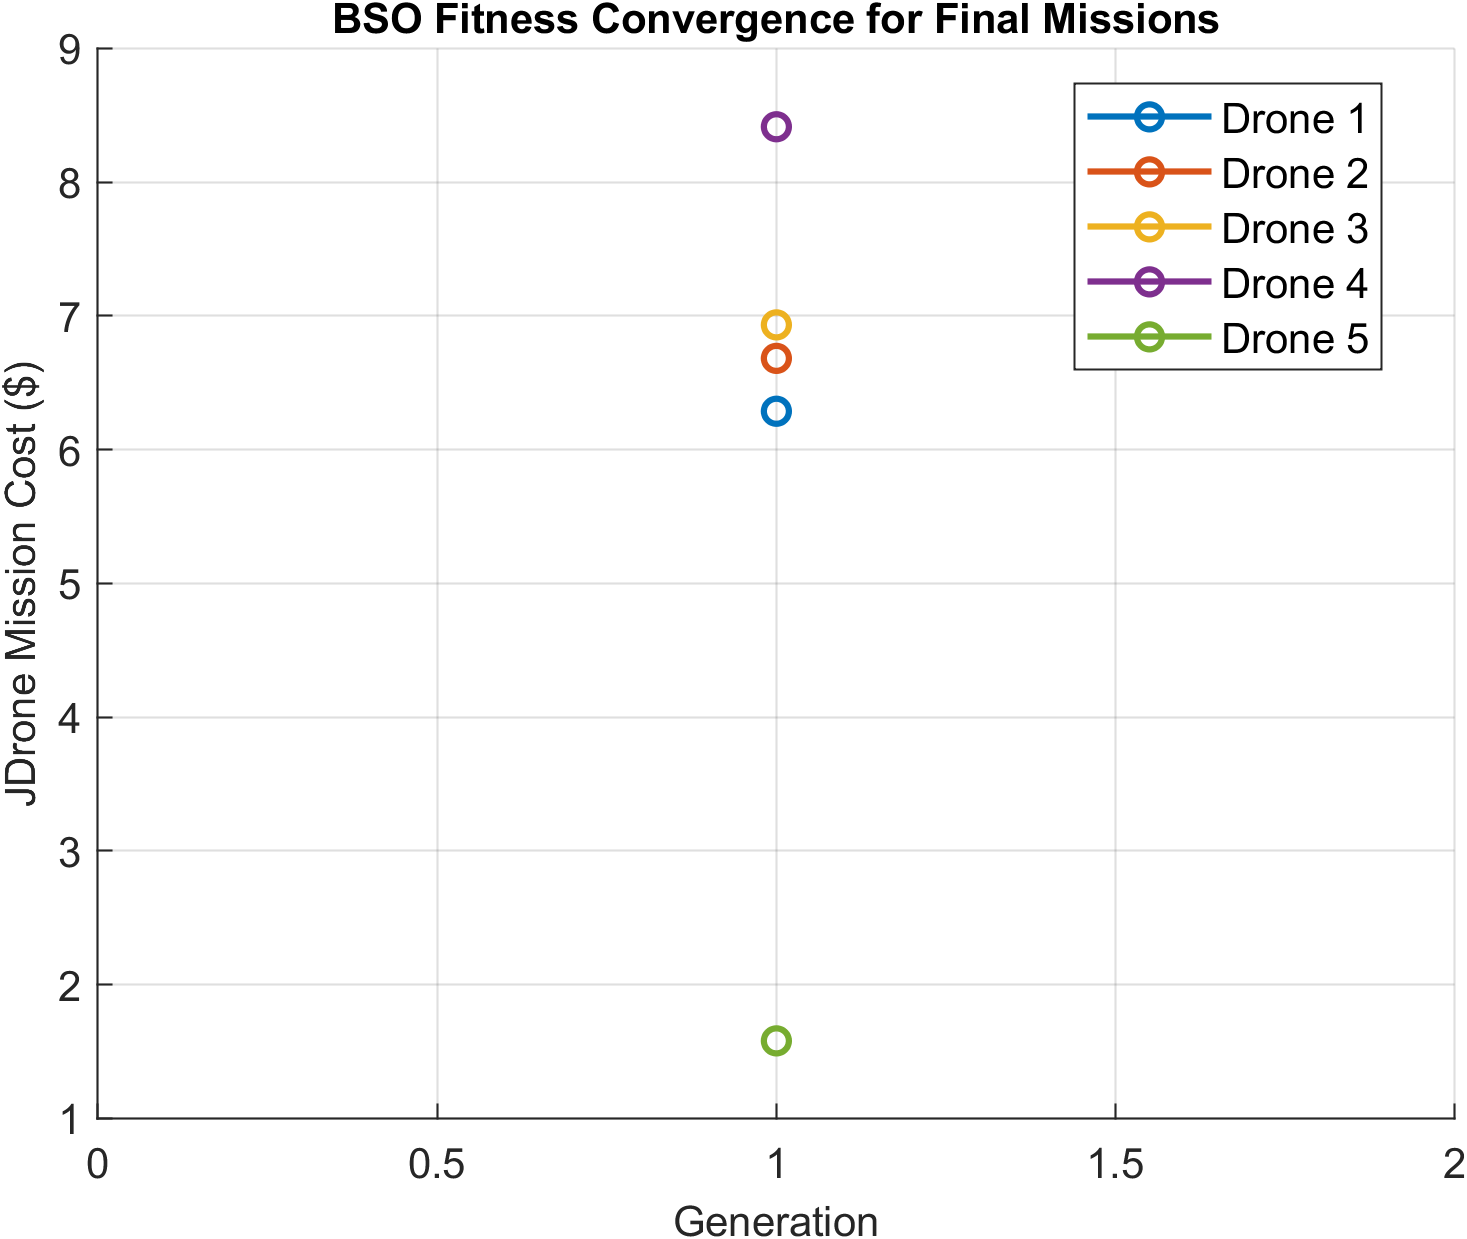 BSO Fitness Convergence for Final Missions
9
8
7
6
5
4
3
2
1
JDrone Mission Cost ($)
Drone 1
Drone 2
Drone 3
Drone 4
Drone 5
0 0.5 1 1.5 2
Generation